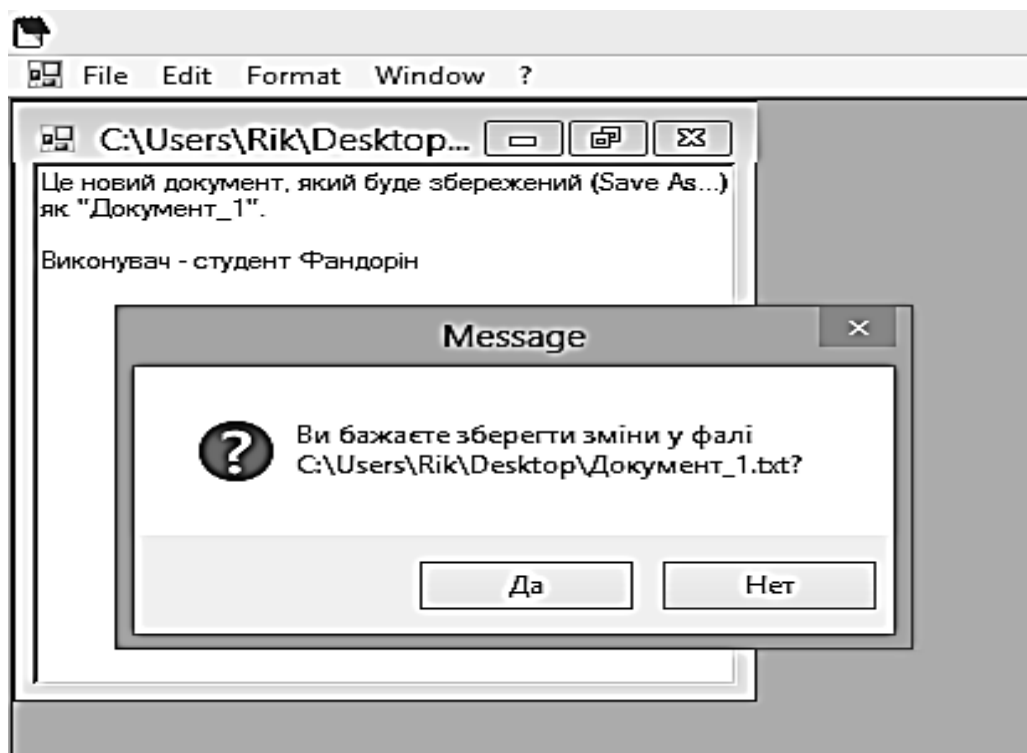 File Edit Format Window ?
C:\Users\Rik\Desktop...
Це новий документ, який буде збережений (Save As...)
як "Документ_1".
Виконувач - студент Фандорін
Message
Ви бажаєте зберегти зміни у фалі
C:\Users\Rik\Desktop\Документ_1.txt?
Да Нет